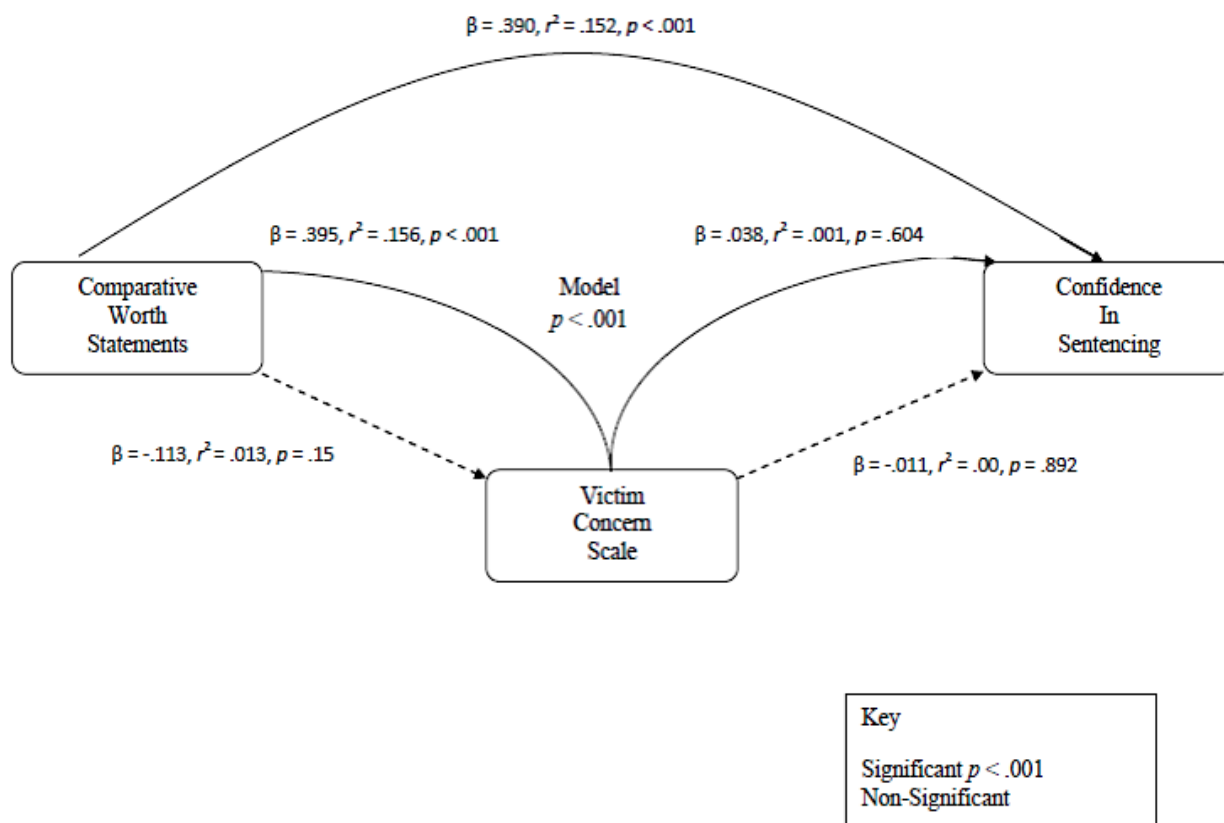 β = .390, r² = .152, p < .001
β = .395, r² = .156, p < .001
β = .038, r² = .001, p = .604
Comparative
Worth
Statements
Model
p < .001
Confidence
In
Sentencing
β = -.113, r² = .013, p = .15
β = -.011, r² = .00, p = .892
Victim
Concern
Scale
Key
Significant p < .001
Non-Significant